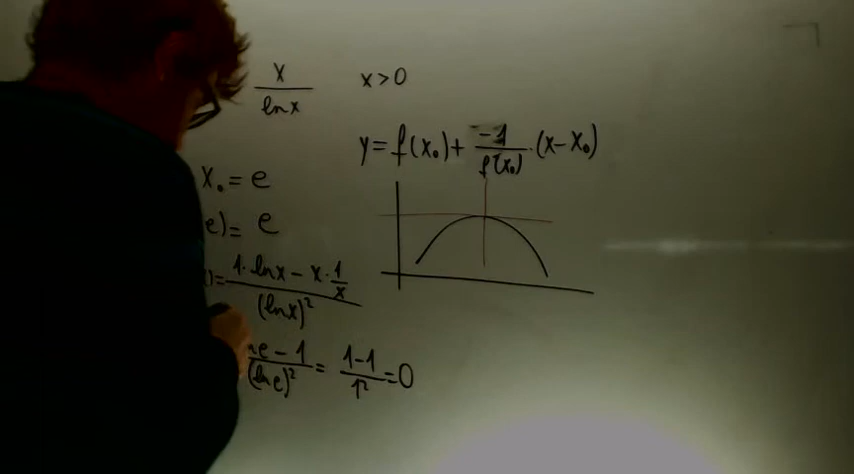 x/ln x    x > 0
y = f(x₀) + -1/f'(x₀) · (x - x₀)
x₀ = e
e) = e
) = (1 · ln x - x · 1/x)/(ln x)²
e - 1/(ln e)² = (1 - 1)/1² = 0